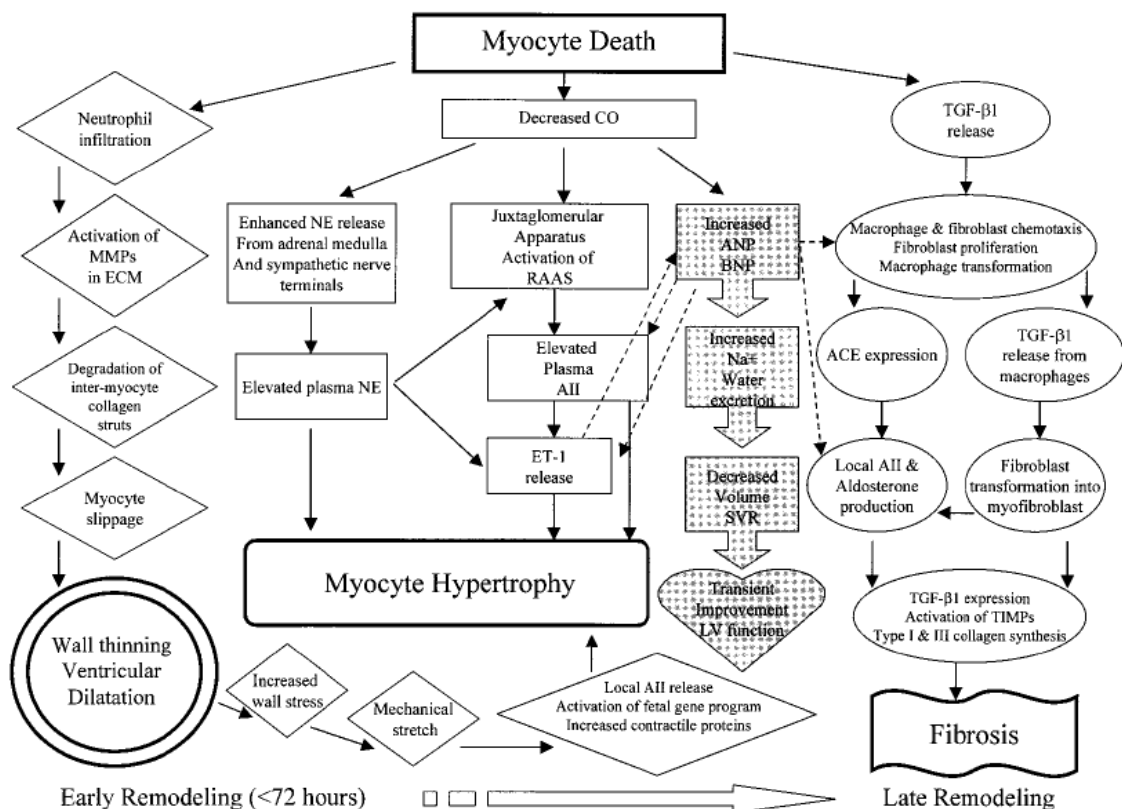 Myocyte Death
Neutrophil
infiltration
Decreased CO
TGF-β1
release
Activation of
MMPs
in ECM
Enhanced NE release
From adrenal medulla
And sympathetic nerve
terminals
Juxtaglomerular
Apparatus
Activation of
RAAS
Increased
ANP
BNP
Macrophage & fibroblast chemotaxis
Fibroblast proliferation
Macrophage transformation
Degradation of
inter-myocyte
collagen
struts
Elevated plasma NE
Elevated
Plasma
AII
Increased
Na+
Water
excretion
ACE expression
TGF-β1
release from
macrophages
Myocyte
slippage
ET-1
release
Decreased
Volume
SVR
Local AII &
Aldosterone
production
Fibroblast
transformation into
myofibroblast
Wall thinning
Ventricular
Dilatation
Myocyte Hypertrophy
Transient
Improvement
LV function
TGF-β1 expression
Activation of TIMPs
Type I & III collagen synthesis
Increased
wall stress
Mechanical
stretch
Local AII release
Activation of fetal gene program
Increased contractile proteins
Fibrosis
Early Remodeling (<72 hours)
Late Remodeling